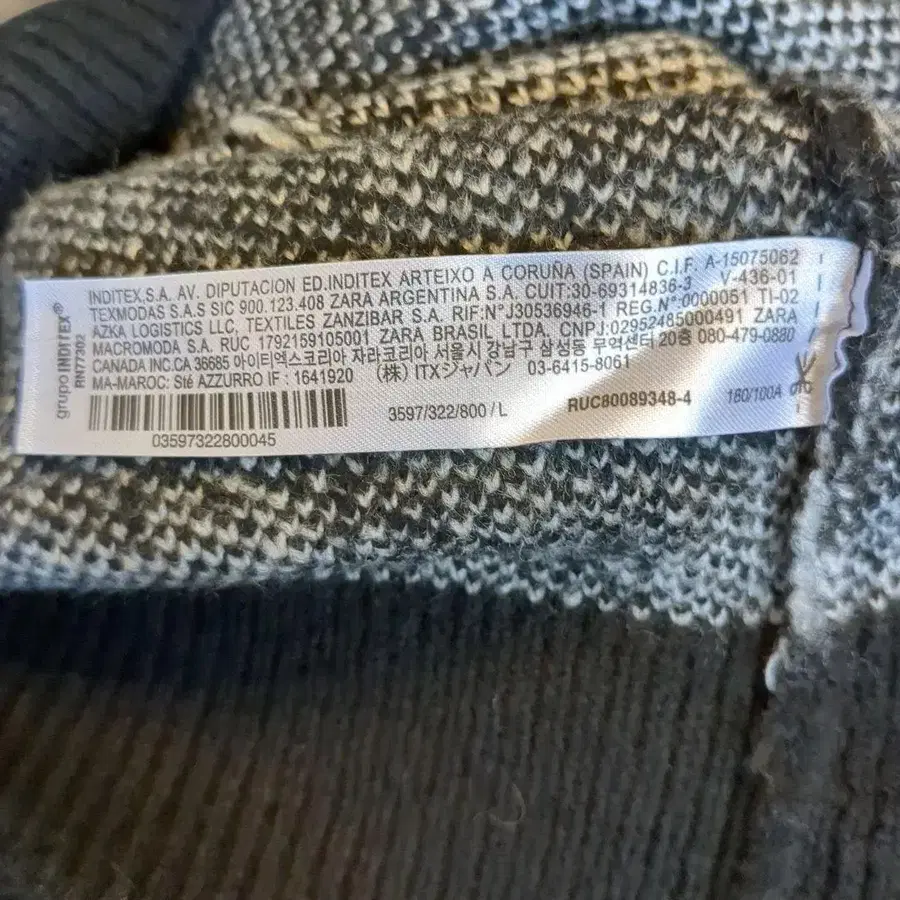 grupo INDITEX®
RN77302
INDITEX,S.A. AV. DIPUTACION ED.INDITEX ARTEIXO A CORUÑA (SPAIN) C.I.F. A-15075062
TEXMODAS S.A.S SIC 900.123.408 ZARA ARGENTINA S.A. CUIT:30-69314836-3 V-436-01
AZKA LOGISTICS LLC, TEXTILES ZANZIBAR S.A. RIF:N°J30536946-1 REG.N°:0000051 TI-02
MACROMODA S.A. RUC 1792159105001 ZARA BRASIL LTDA, CNPJ:02952485000491 ZARA
CANADA INC.CA 36685 아이티엑스코리아 자라코리아 서울시 강남구 삼성동 무역센터 20층 080-479-0880
MA-MAROC: Sté AZZURRO IF : 1641920 (株) ITXジャパン 03-6415-8061
03597322800045
3597/322/800/L
RUC80089348-4
180/100A